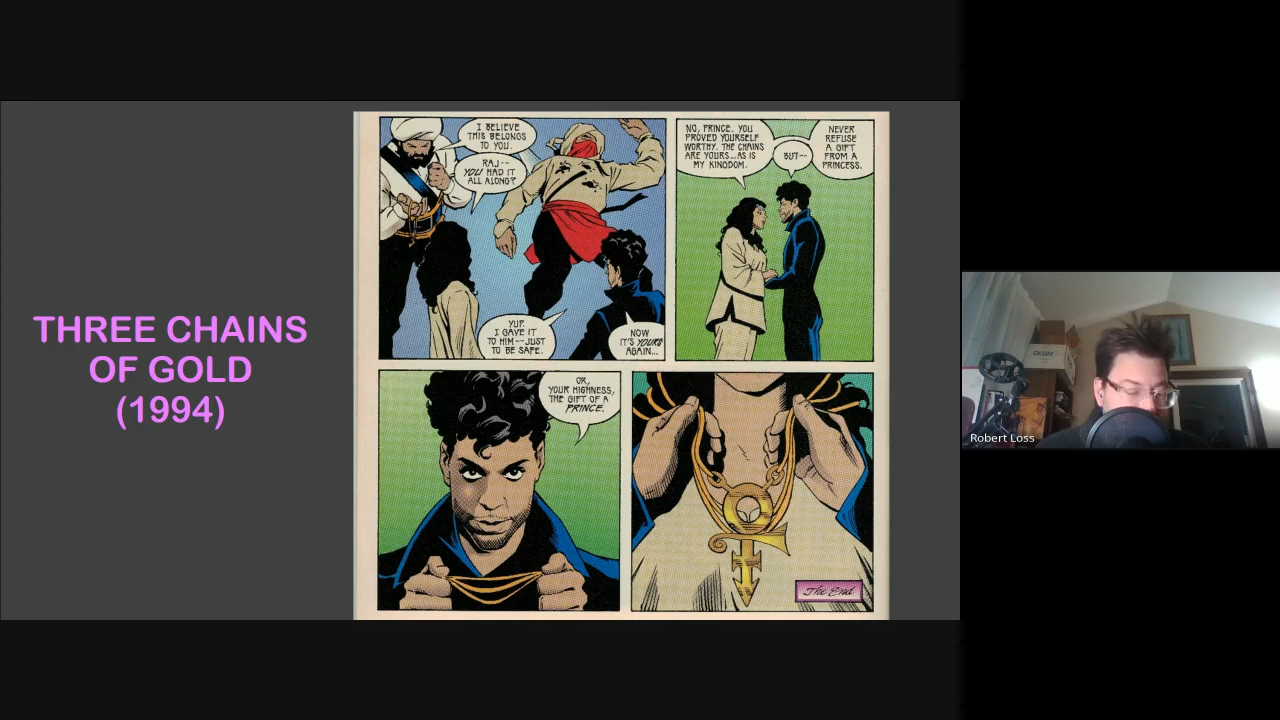 THREE CHAINS
OF GOLD
(1994)
I BELIEVE
THIS BELONGS
TO YOU.
RAJ--
YOU HAD IT
ALL ALONG?
YUP.
I GAVE IT
TO HIM--JUST
TO BE SAFE.
NOW
IT'S YOURS
AGAIN...
NO, PRINCE. YOU
PROVED YOURSELF
WORTHY. THE CHAINS
ARE YOURS...AS IS
MY KINGDOM.
BUT--
NEVER
REFUSE
A GIFT
FROM A
PRINCESS.
OR,
YOUR HIGHNESS,
THE GIFT OF A
PRINCE.
The End
Robert Loss